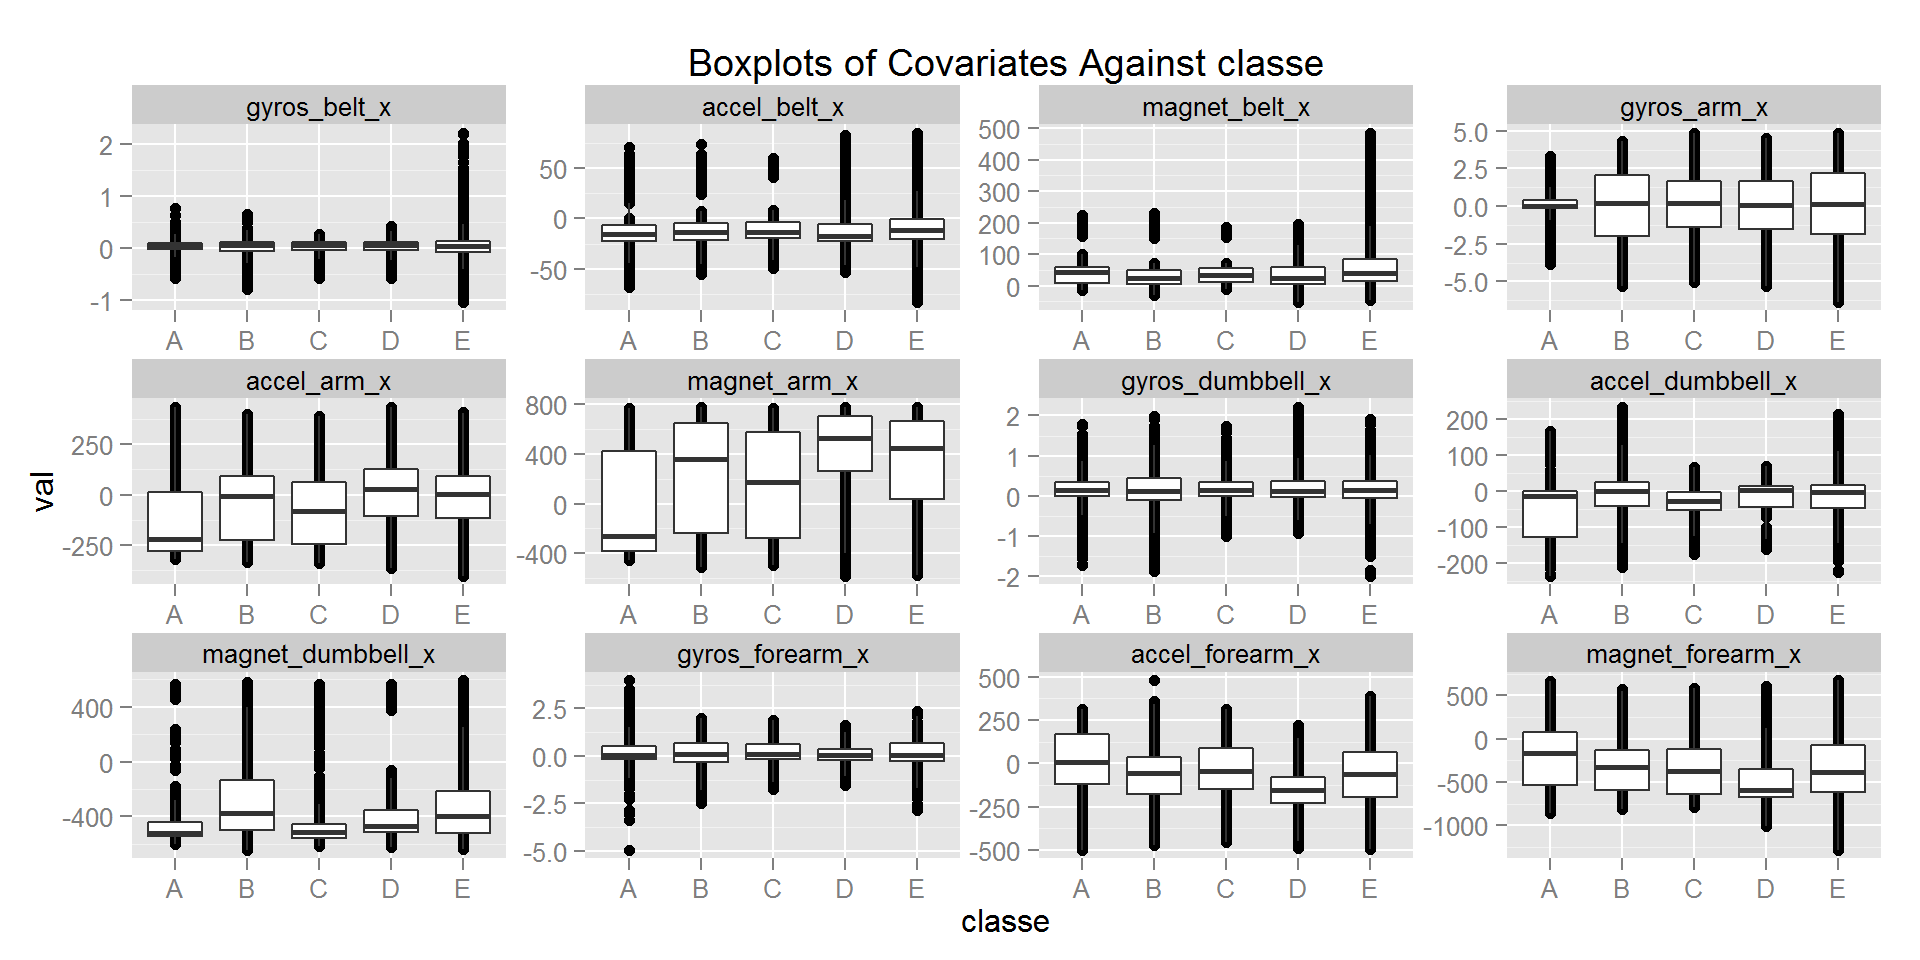 Boxplots of Covariates Against classe
gyros_belt_x accel_belt_x magnet_belt_x gyros_arm_x
2 1 0 -1
50 0 -50
500 400 300 200 100 0
5.0 2.5 0.0 -2.5 -5.0
A B C D E A B C D E A B C D E A B C D E
accel_arm_x magnet_arm_x gyros_dumbbell_x accel_dumbbell_x
250 0 -250
800 400 0 -400
2 1 0 -1 -2
200 100 0 -100 -200
A B C D E A B C D E A B C D E A B C D E
magnet_dumbbell_x gyros_forearm_x accel_forearm_x magnet_forearm_x
400 0 -400
2.5 0.0 -2.5 -5.0
500 250 0 -250 -500
500 0 -500 -1000
A B C D E A B C D E A B C D E A B C D E
val
classe